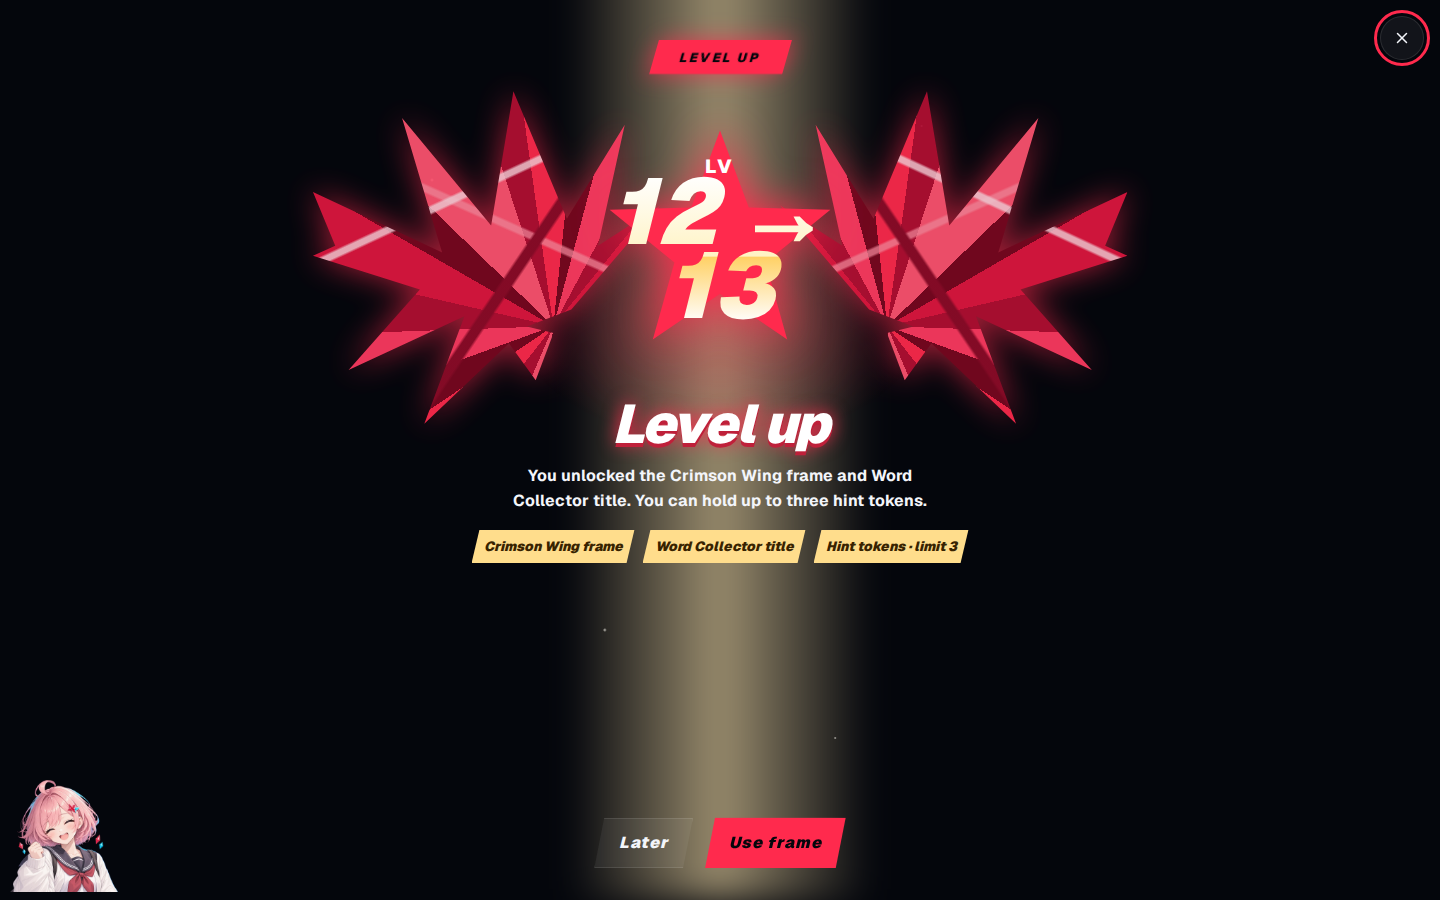 LEVEL UP
LV
12 →
13
Level up
You unlocked the Crimson Wing frame and Word
Collector title. You can hold up to three hint tokens.
Crimson Wing frame
Word Collector title
Hint tokens · limit 3
Later
Use frame